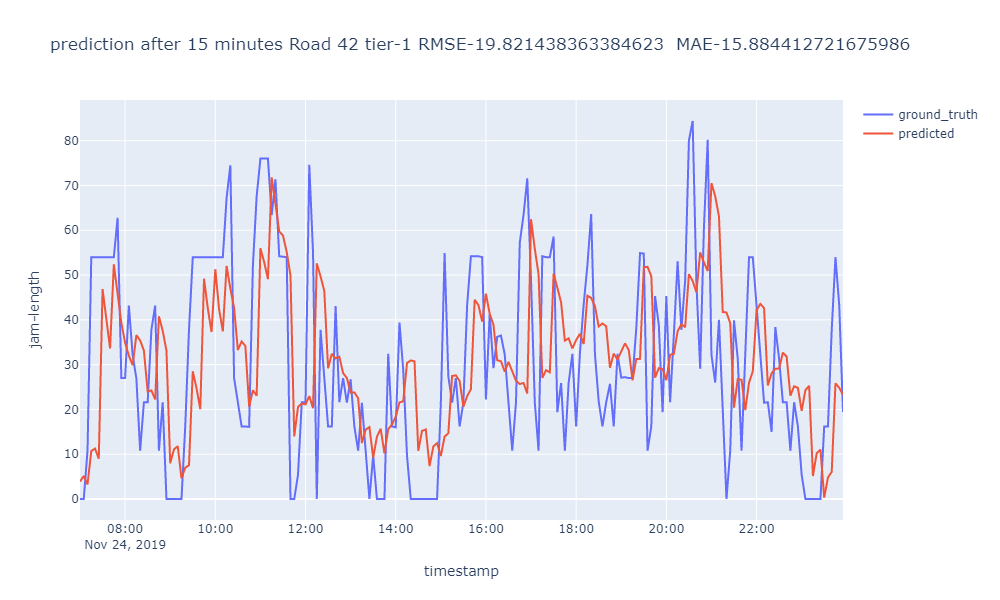 prediction after 15 minutes Road 42 tier-1 RMSE-19.821438363384623  MAE-15.884412721675986
ground_truth
predicted
80
70
60
50
40
30
20
10
0
jam-length
08:00 10:00 12:00 14:00 16:00 18:00 20:00 22:00
Nov 24, 2019
timestamp